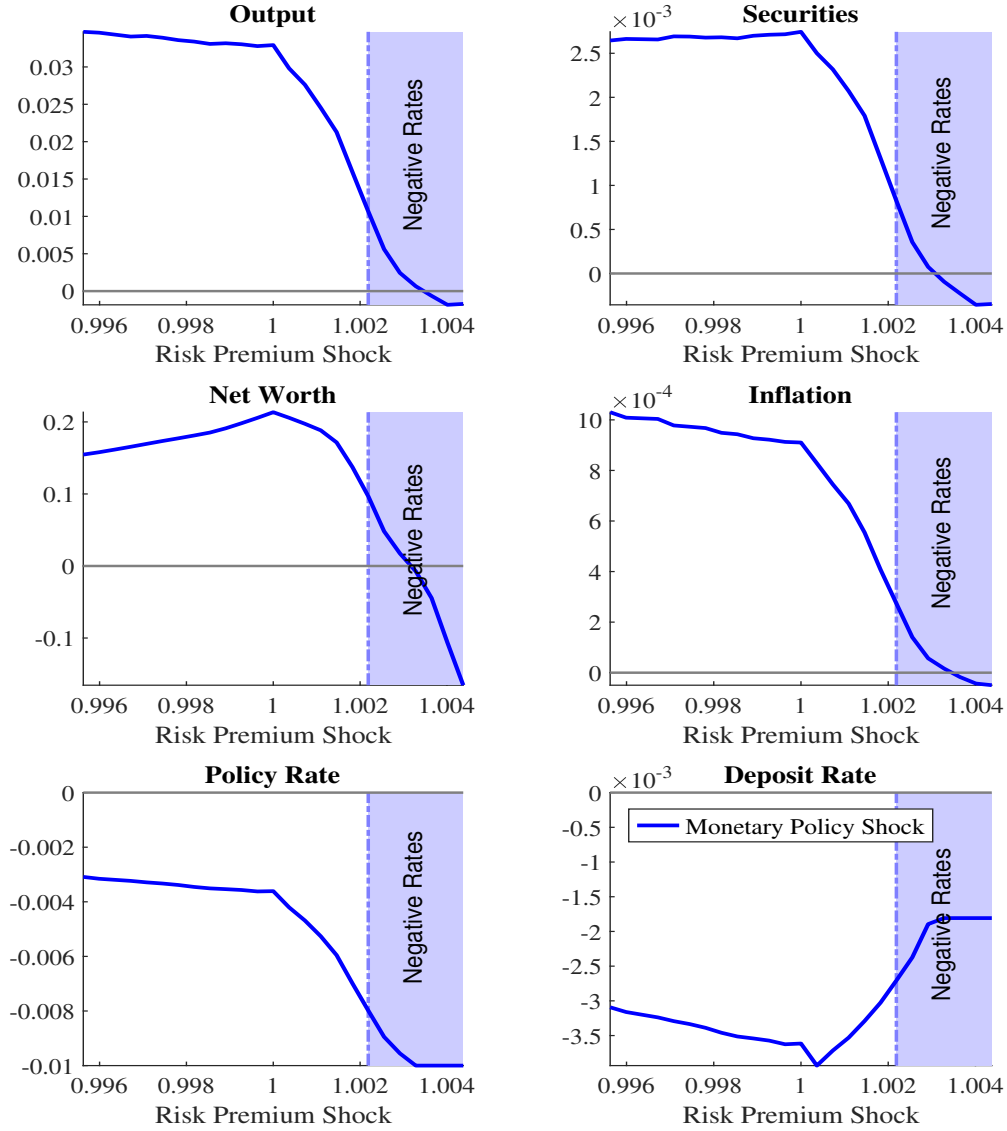 Output
0.03
0.025
0.02
0.015
0.01
0.005
0
Negative Rates
0.996 0.998 1 1.002 1.004
Risk Premium Shock
×10-3 Securities
2.5
2
1.5
1
0.5
0
Negative Rates
0.996 0.998 1 1.002 1.004
Risk Premium Shock
Net Worth
0.2
0.1
0
-0.1
Negative Rates
0.996 0.998 1 1.002 1.004
Risk Premium Shock
×10-4 Inflation
10
8
6
4
2
0
Negative Rates
0.996 0.998 1 1.002 1.004
Risk Premium Shock
Policy Rate
0
-0.002
-0.004
-0.006
-0.008
-0.01
Negative Rates
0.996 0.998 1 1.002 1.004
Risk Premium Shock
×10-3 Deposit Rate
0
-0.5
-1
-1.5
-2
-2.5
-3
-3.5
Monetary Policy Shock
Negative Rates
0.996 0.998 1 1.002 1.004
Risk Premium Shock